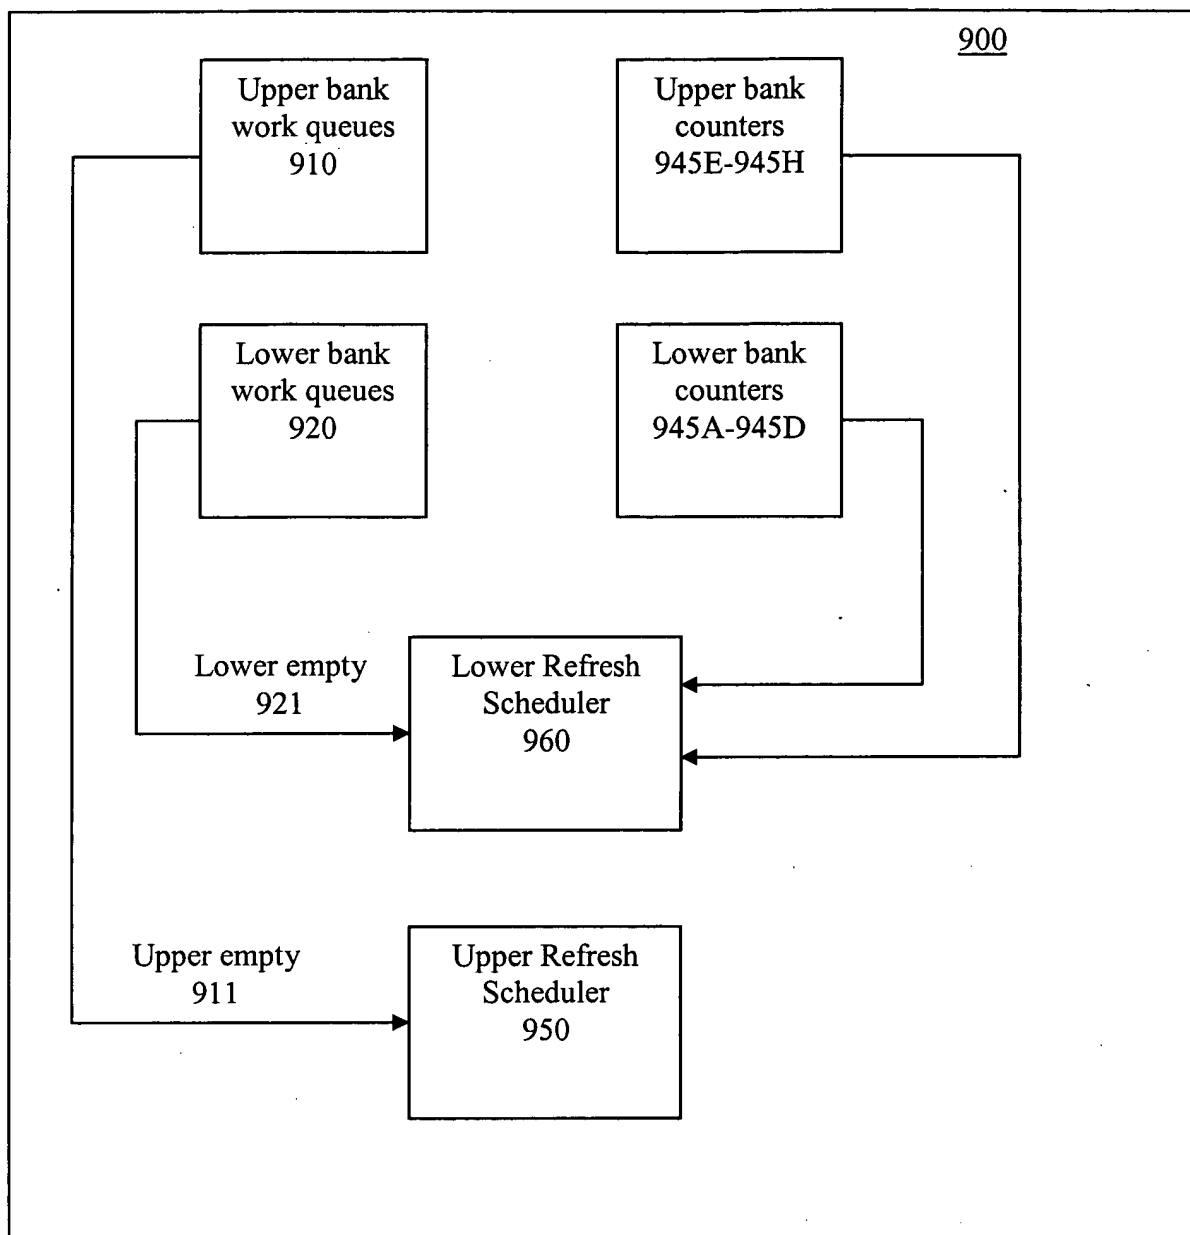 900
Upper bank
work queues
910
Upper bank
counters
945E-945H
Lower bank
work queues
920
Lower bank
counters
945A-945D
Lower empty
921
Lower Refresh
Scheduler
960
Upper empty
911
Upper Refresh
Scheduler
950